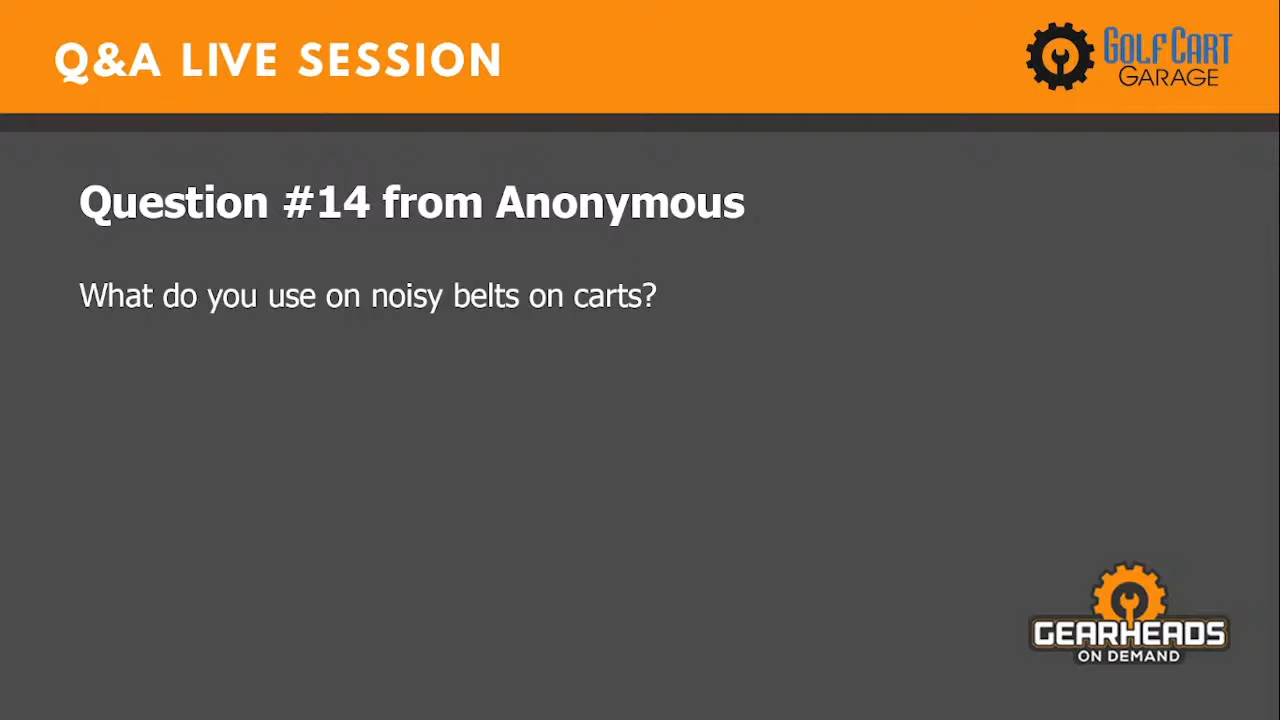 Q&A LIVE SESSION
GOLF CART
GARAGE
Question #14 from Anonymous
What do you use on noisy belts on carts?
GEARHEADS
ON DEMAND